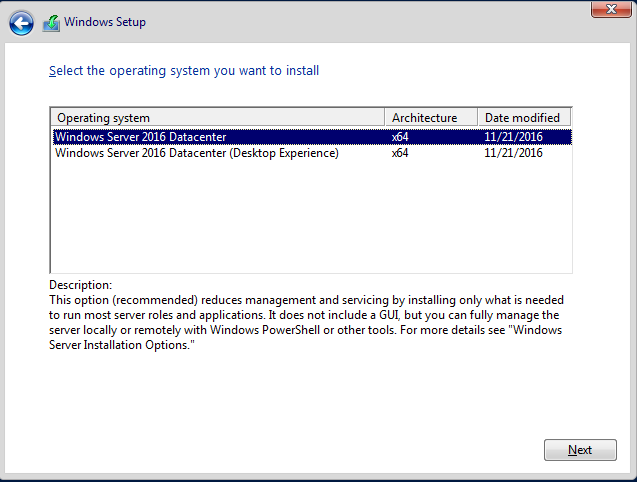 Windows Setup
Select the operating system you want to install
Operating system Architecture Date modified
Windows Server 2016 Datacenter x64 11/21/2016
Windows Server 2016 Datacenter (Desktop Experience) x64 11/21/2016
Description:
This option (recommended) reduces management and servicing by installing only what is needed
to run most server roles and applications. It does not include a GUI, but you can fully manage the
server locally or remotely with Windows PowerShell or other tools. For more details see "Windows
Server Installation Options."
Next